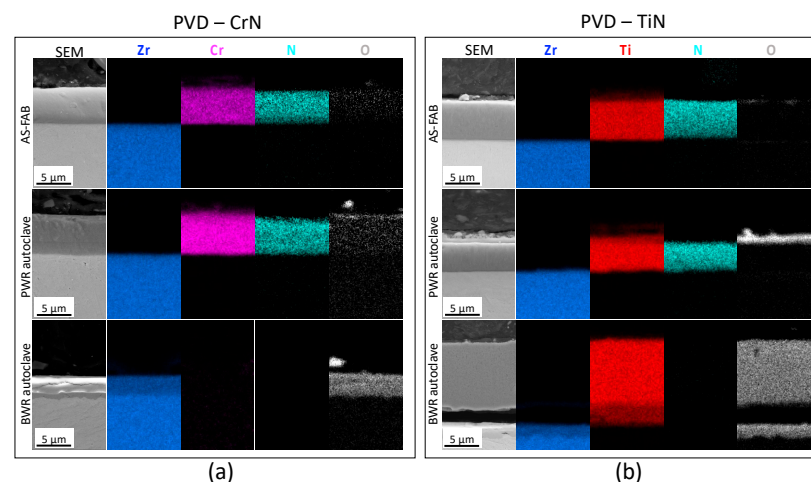 PVD – CrN
SEM Zr Cr N O
AS-FAB
5 µm
PWR autoclave
5 µm
BWR autoclave
5 µm
(a)
PVD – TiN
SEM Zr Ti N O
AS-FAB
5 µm
PWR autoclave
5 µm
BWR autoclave
5 µm
(b)